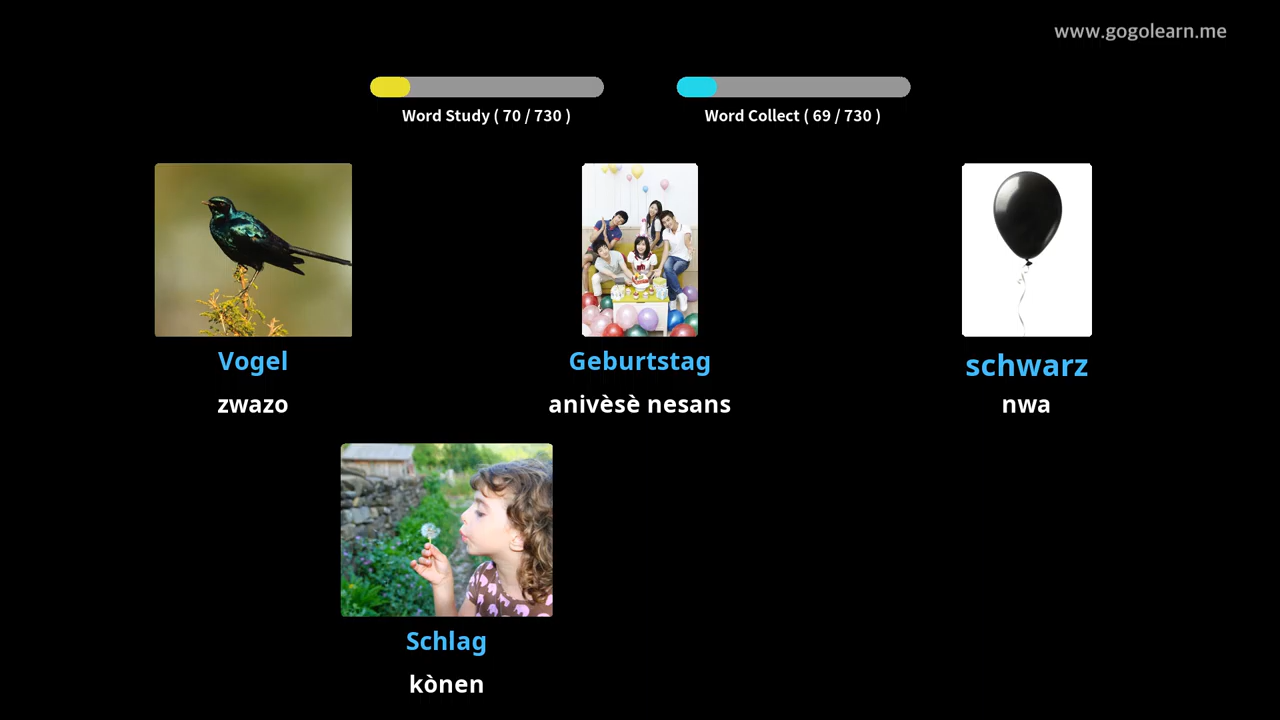 www.gogolearn.me
Word Study ( 70 / 730 )
Word Collect ( 69 / 730 )
Vogel
zwazo
Geburtstag
anivèsè nesans
schwarz
nwa
Schlag
kònen